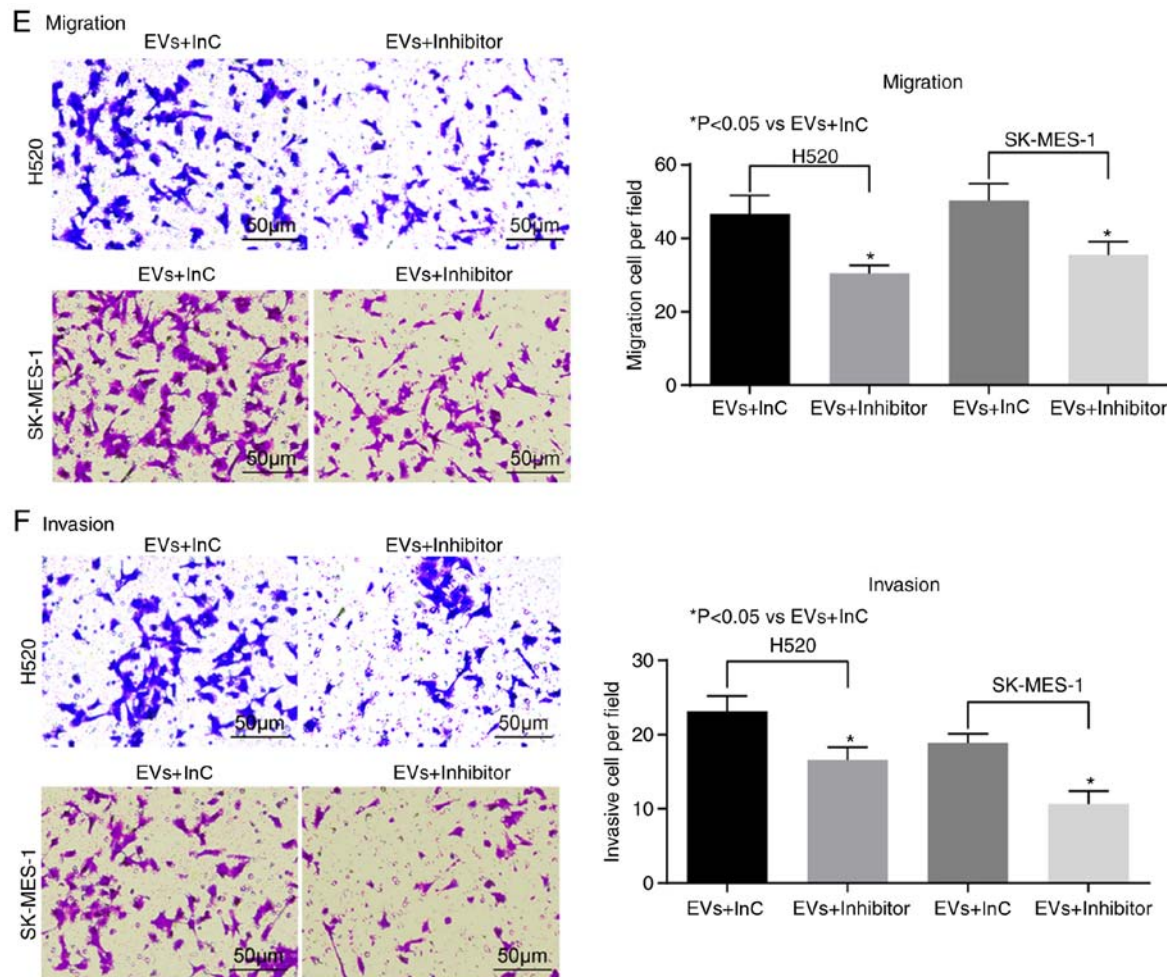 E Migration
EVs+InC EVs+Inhibitor
H520
50μm 50μm
EVs+InC EVs+Inhibitor
SK-MES-1
50μm 50μm
Migration
*P<0.05 vs EVs+InC
H520 SK-MES-1
Migration cell per field
60
40
20
0
* *
EVs+InC EVs+Inhibitor EVs+InC EVs+Inhibitor
F Invasion
EVs+InC EVs+Inhibitor
H520
50μm 50μm
EVs+InC EVs+Inhibitor
SK-MES-1
50μm 50μm
Invasion
*P<0.05 vs EVs+InC
H520 SK-MES-1
Invasive cell per field
30
20
10
0
* *
EVs+InC EVs+Inhibitor EVs+InC EVs+Inhibitor